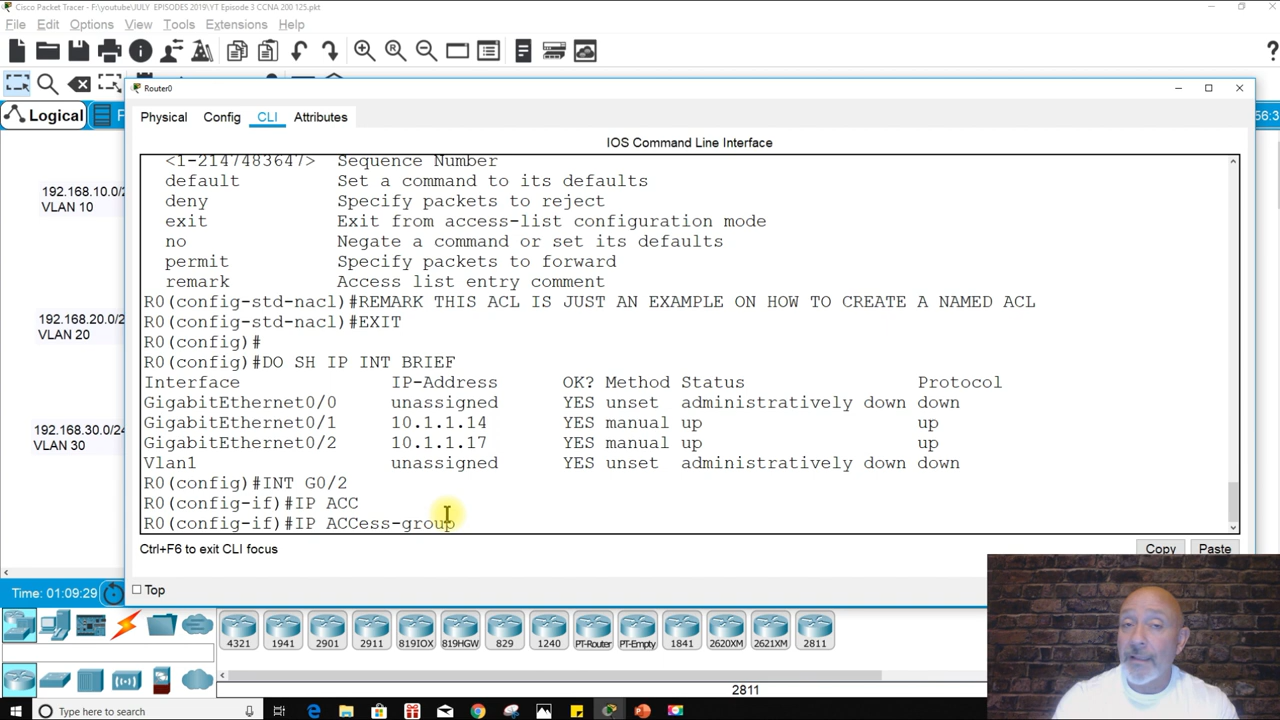 Cisco Packet Tracer - F:\youtube\JULY EPISODES 2019\YT Episode 3 CCNA 200 125.pkt
File Edit Options View Tools Extensions Help
Router0
Logical
Physical Config CLI Attributes
IOS Command Line Interface
192.168.10.0/2
VLAN 10
192.168.20.0/2
VLAN 20
192.168.30.0/24
VLAN 30
<1-2147483647> Sequence Number
default Set a command to its defaults
deny Specify packets to reject
exit Exit from access-list configuration mode
no Negate a command or set its defaults
permit Specify packets to forward
remark Access list entry comment
R0(config-std-nacl)#REMARK THIS ACL IS JUST AN EXAMPLE ON HOW TO CREATE A NAMED ACL
R0(config-std-nacl)#EXIT
R0(config)#
R0(config)#DO SH IP INT BRIEF
Interface IP-Address OK? Method Status Protocol
GigabitEthernet0/0 unassigned YES unset administratively down down
GigabitEthernet0/1 10.1.1.14 YES manual up up
GigabitEthernet0/2 10.1.1.17 YES manual up up
Vlan1 unassigned YES unset administratively down down
R0(config)#INT G0/2
R0(config-if)#IP ACC
R0(config-if)#IP ACCess-group
Ctrl+F6 to exit CLI focus
Copy Paste
Top
Time: 01:09:29
4321 1941 2901 2911 819IOX 819HGW 829 1240 PT-Router PT-Empty 1841 2620XM 2621XM 2811
2811
Type here to search